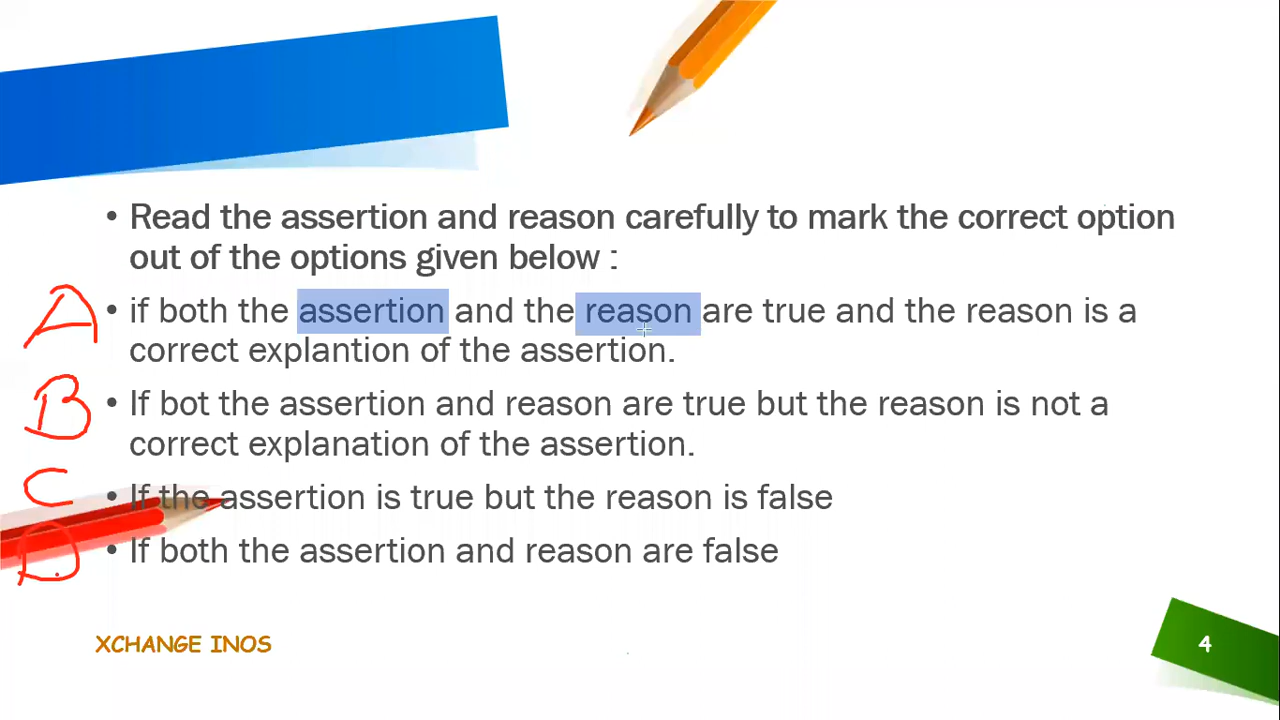 • Read the assertion and reason carefully to mark the correct option
out of the options given below :
A • if both the assertion and the reason are true and the reason is a
correct explantion of the assertion.
B • If bot the assertion and reason are true but the reason is not a
correct explanation of the assertion.
C • If the assertion is true but the reason is false
D • If both the assertion and reason are false
XCHANGE INOS
4